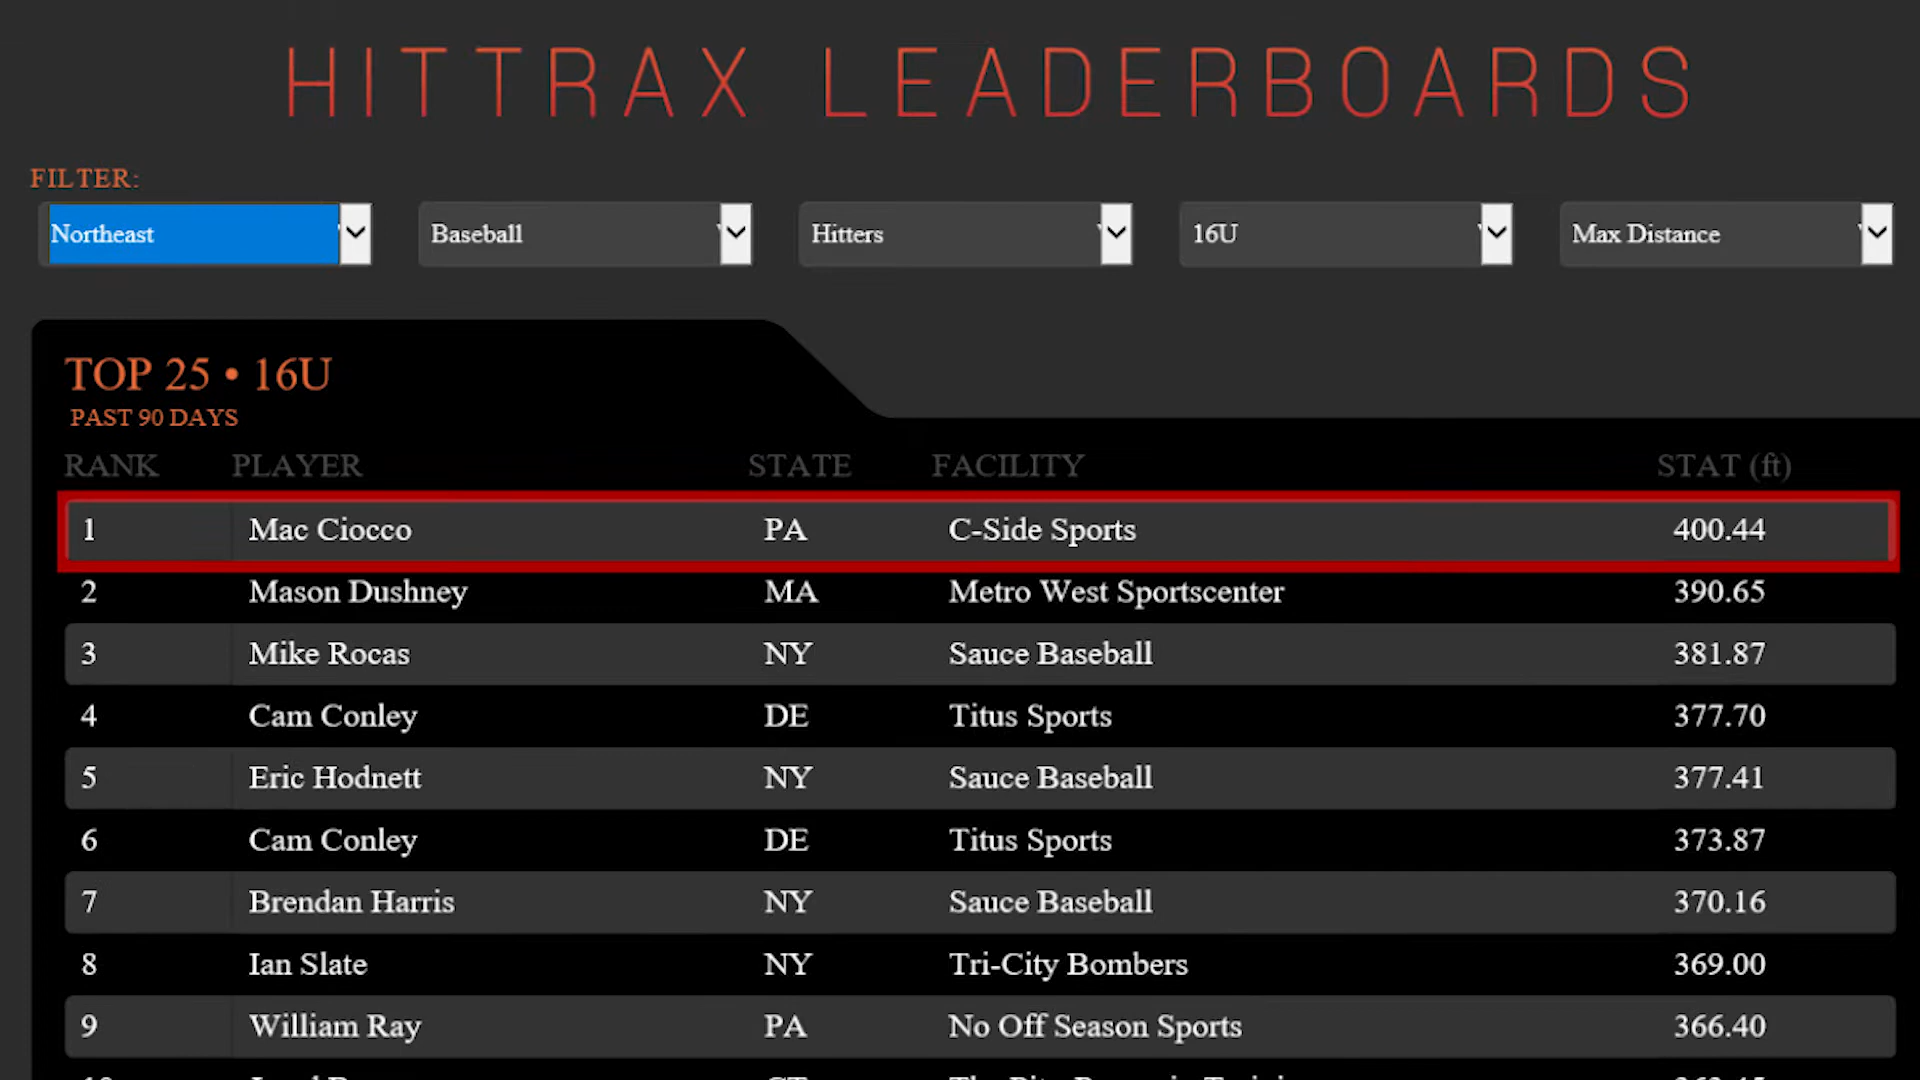 HITTRAX LEADERBOARDS
FILTER:
Northeast Baseball Hitters 16U Max Distance
TOP 25 • 16U
PAST 90 DAYS
RANK PLAYER STATE FACILITY STAT (ft)
1 Mac Ciocco PA C-Side Sports 400.44
2 Mason Dushney MA Metro West Sportscenter 390.65
3 Mike Rocas NY Sauce Baseball 381.87
4 Cam Conley DE Titus Sports 377.70
5 Eric Hodnett NY Sauce Baseball 377.41
6 Cam Conley DE Titus Sports 373.87
7 Brendan Harris NY Sauce Baseball 370.16
8 Ian Slate NY Tri-City Bombers 369.00
9 William Ray PA No Off Season Sports 366.40